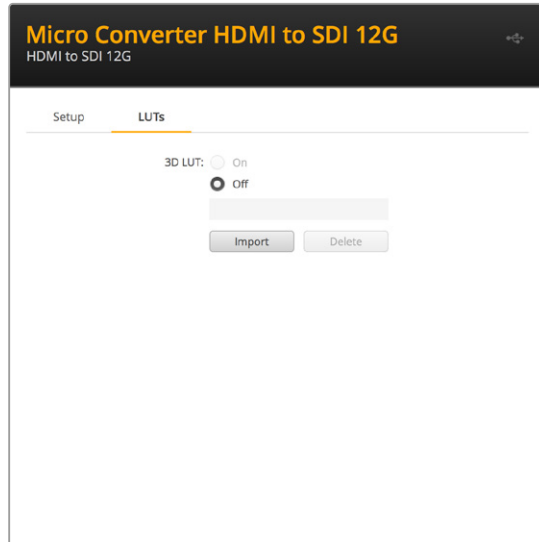 Micro Converter HDMI to SDI 12G
HDMI to SDI 12G
Setup LUTs
3D LUT: On
Off
Import Delete